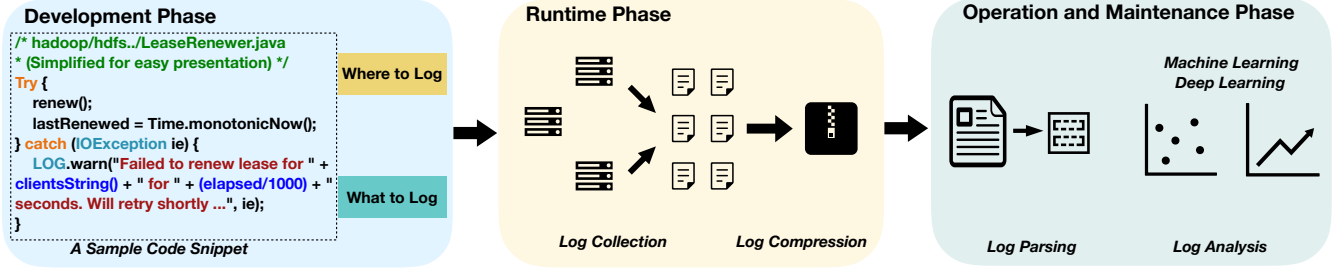 Development Phase
/* hadoop/hdfs../LeaseRenewer.java
* (Simplified for easy presentation) */
Try {
renew();
lastRenewed = Time.monotonicNow();
} catch (IOException ie) {
LOG.warn("Failed to renew lease for " +
clientsString() + " for " + (elapsed/1000) + "
seconds. Will retry shortly ...", ie);
}
A Sample Code Snippet
Where to Log
What to Log
Runtime Phase
Log Collection
Log Compression
Operation and Maintenance Phase
Machine Learning
Deep Learning
Log Parsing
Log Analysis